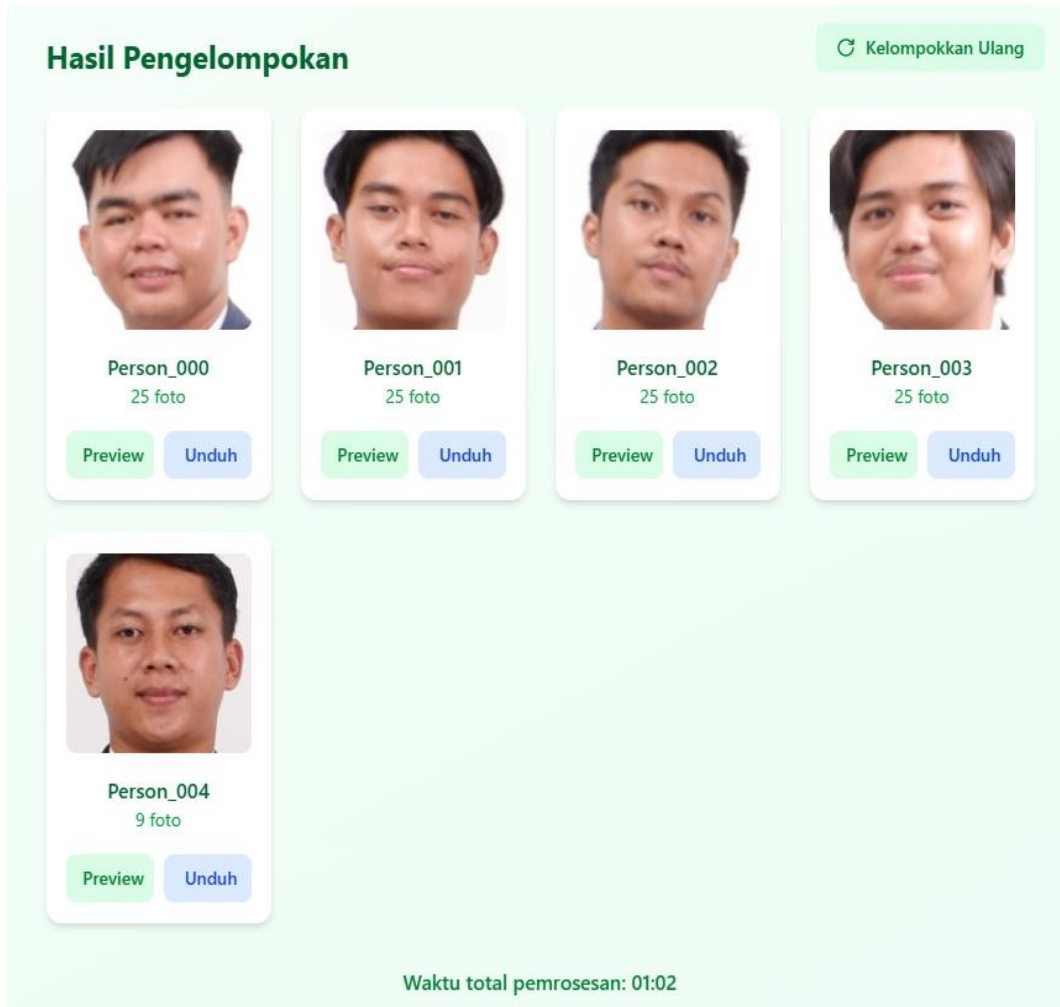 Hasil Pengelompokan
Kelompokkan Ulang
Person_000
25 foto
Preview
Unduh
Person_001
25 foto
Preview
Unduh
Person_002
25 foto
Preview
Unduh
Person_003
25 foto
Preview
Unduh
Person_004
9 foto
Preview
Unduh
Waktu total pemrosesan: 01:02